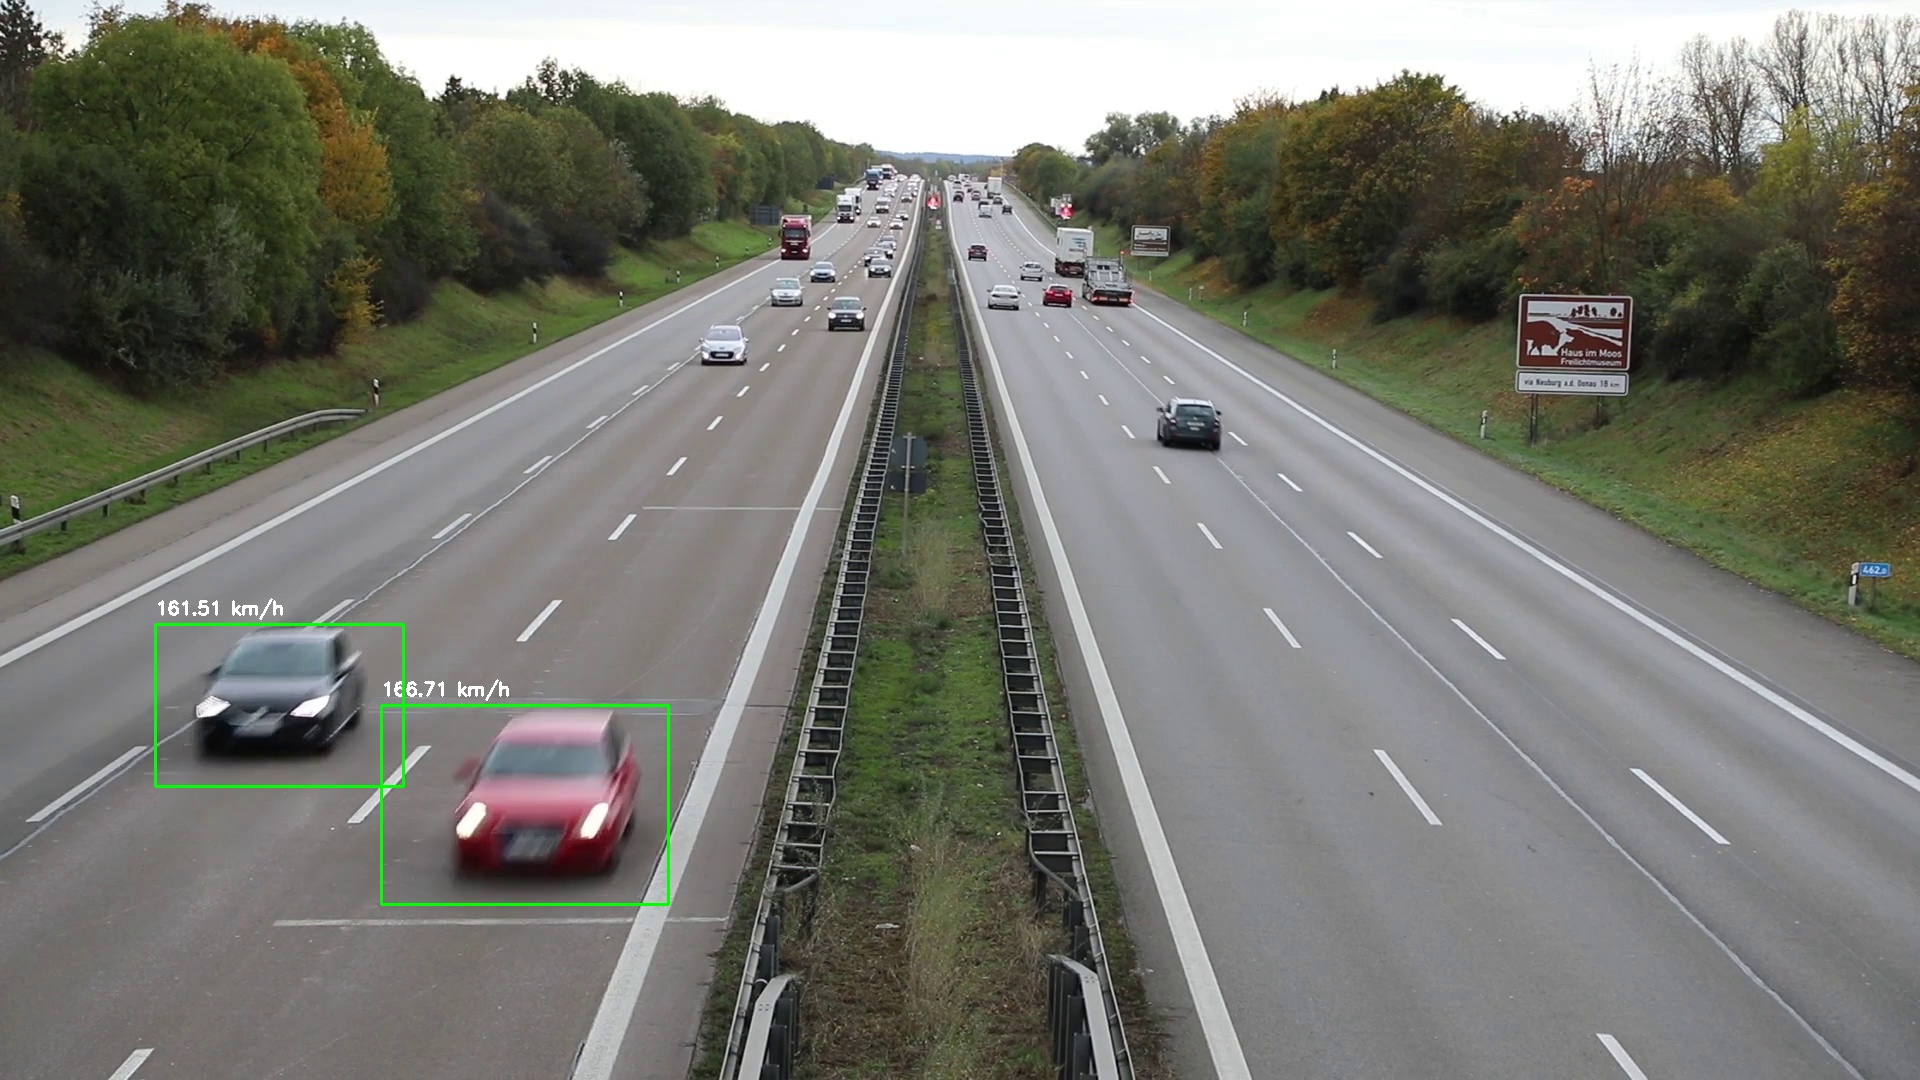 Haus im Moos
Freilichtmuseum
via Neuburg a.d. Donau 18 km
462,0
161.51 km/h
166.71 km/h